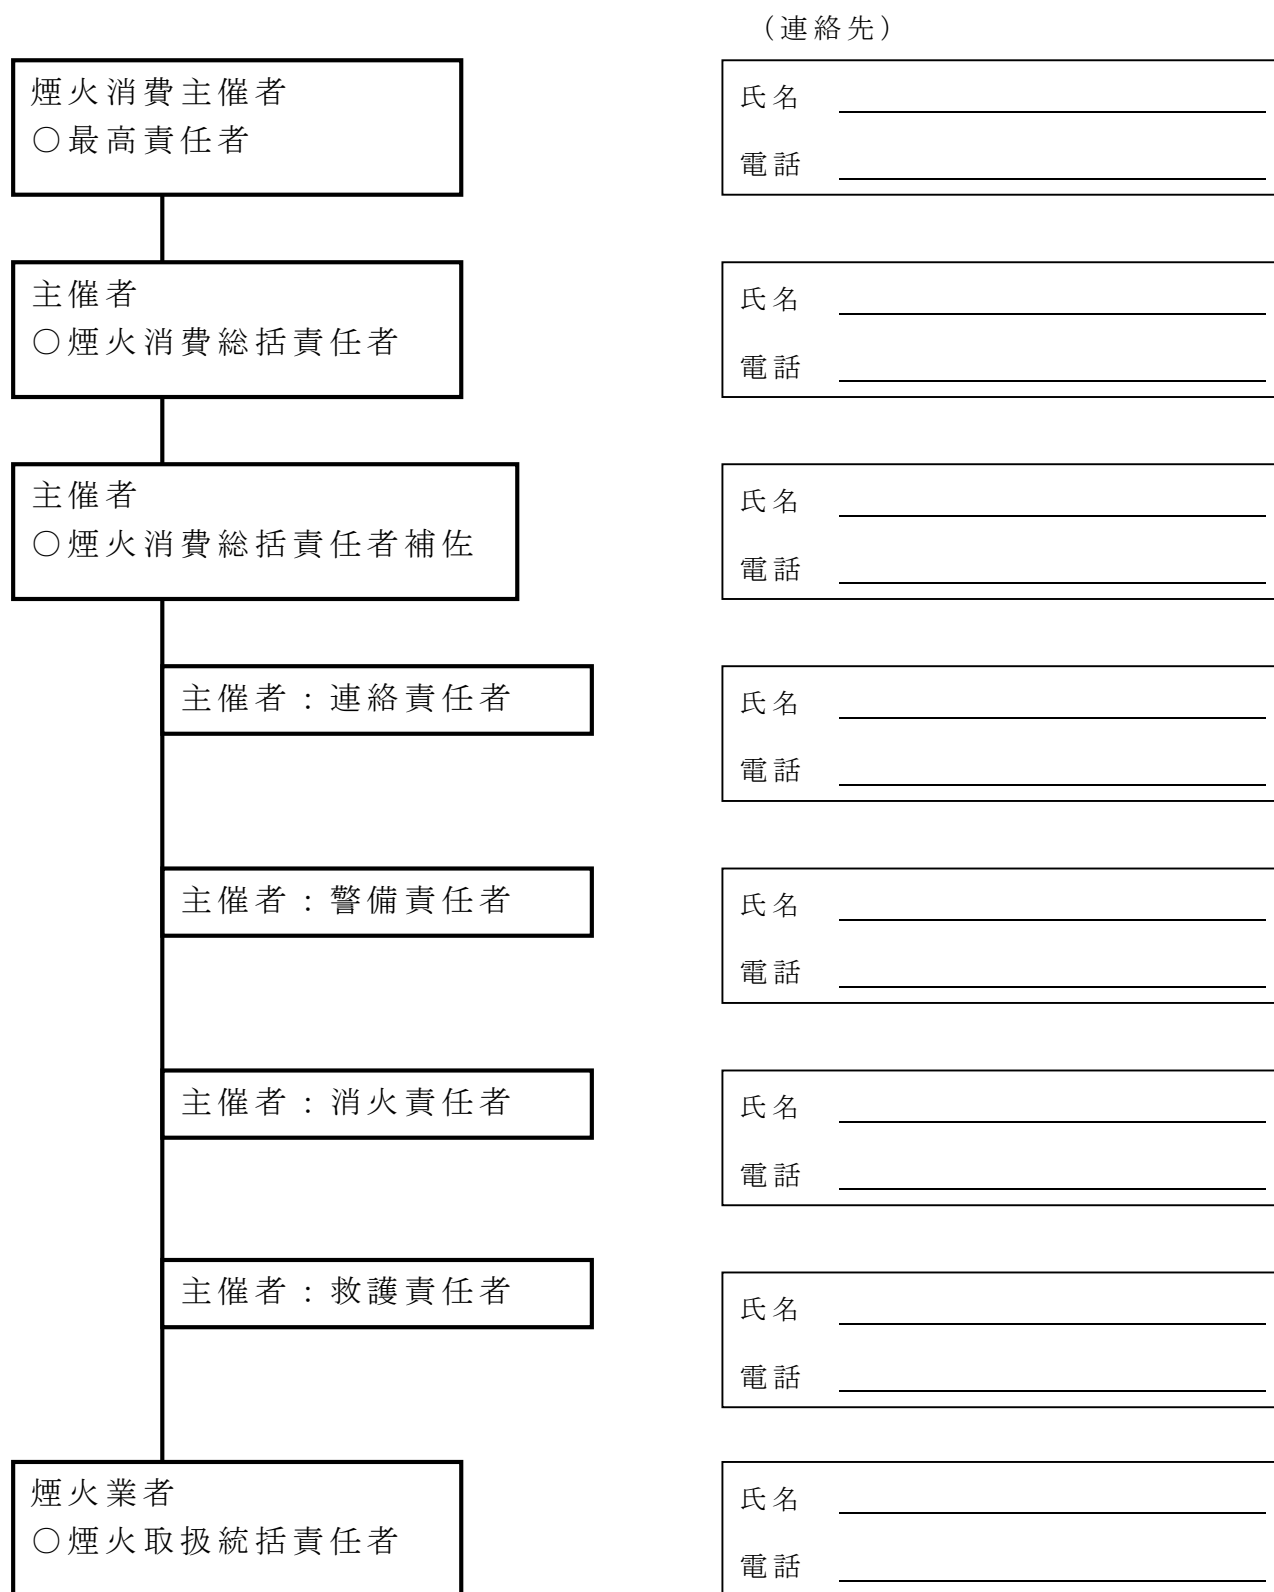 （連絡先）
煙火消費主催者
○最高責任者
氏名
電話
主催者
○煙火消費総括責任者
氏名
電話
主催者
○煙火消費総括責任者補佐
氏名
電話
主催者：連絡責任者
氏名
電話
主催者：警備責任者
氏名
電話
主催者：消火責任者
氏名
電話
主催者：救護責任者
氏名
電話
煙火業者
○煙火取扱統括責任者
氏名
電話